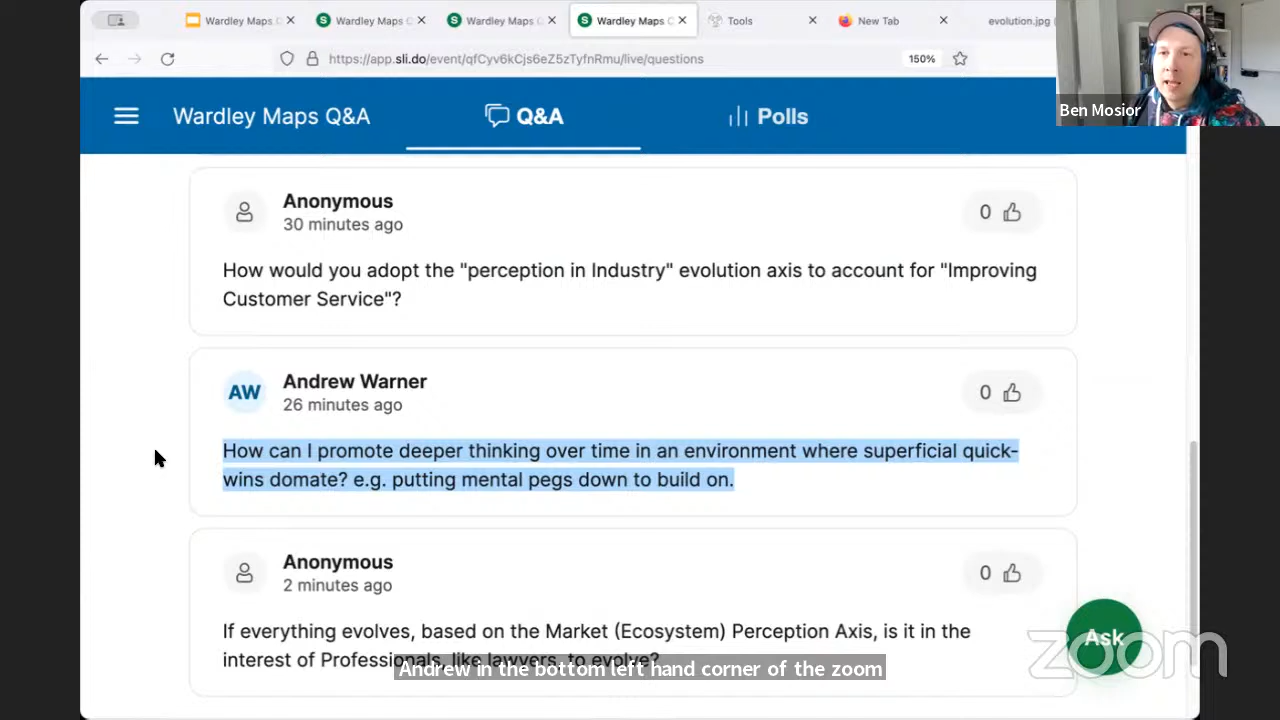 Wardley Maps Q
Wardley Maps C
Wardley Maps Q
Wardley Maps C
Tools
New Tab
evolution.jpg (
https://app.sli.do/event/qfCyv6kCjs6eZ5zTyfnRmu/live/questions
150%
Ben Mosior
Wardley Maps Q&A
Q&A
Polls
Anonymous
0
30 minutes ago
How would you adopt the "perception in Industry" evolution axis to account for "Improving
Customer Service"?
AW
Andrew Warner
0
26 minutes ago
How can I promote deeper thinking over time in an environment where superficial quick-
wins domate? e.g. putting mental pegs down to build on.
Anonymous
0
2 minutes ago
If everything evolves, based on the Market (Ecosystem) Perception Axis, is it in the
interest of Professionals, like lawyers, to evolve?
Ask
zoom
Andrew in the bottom left hand corner of the zoom